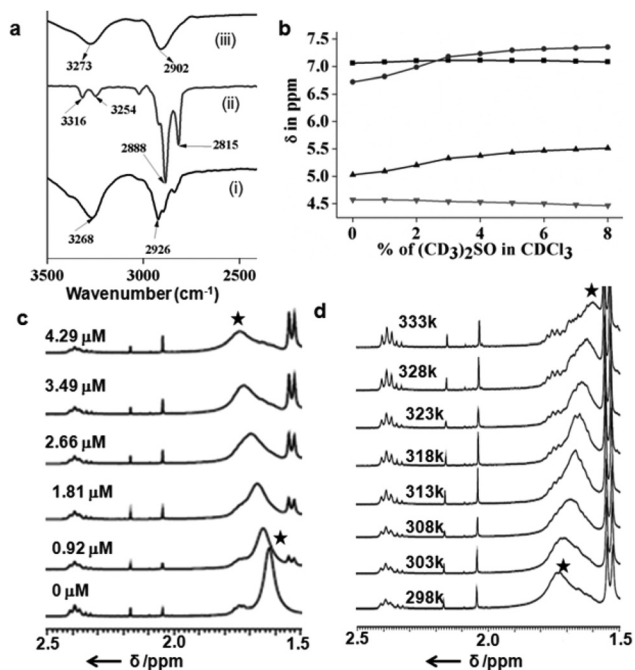 a
(iii)
3273
2902
(ii)
3316
3254
2888
2815
(i)
3268
2926
3500
3000
2500
Wavenumber(cm-1)
b
δ in ppm
7.5
7.0
6.5
6.0
5.5
5.0
4.5
0
2
4
6
8
% of (CD3)2SO in CDCl3
c
4.29 μM
3.49 μM
2.66 μM
1.81 μM
0.92 μM
0 μM
2.5
2.0
1.5
δ /ppm
d
333k
328k
323k
318k
313k
308k
303k
298k
2.5
2.0
1.5
δ /ppm